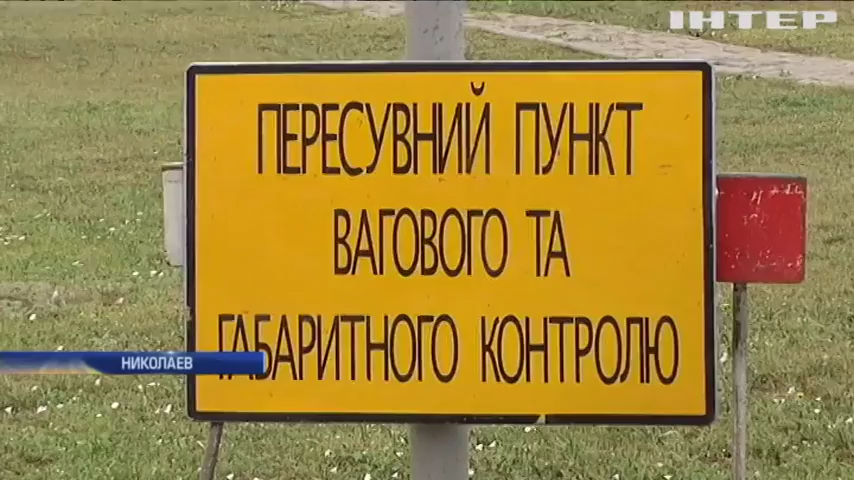 ІНТЕР
ПЕРЕСУВНИЙ ПУНКТ
ВАГОВОГО ТА
ГАБАРИТНОГО КОНТРОЛЮ
НИКОЛАЕВ